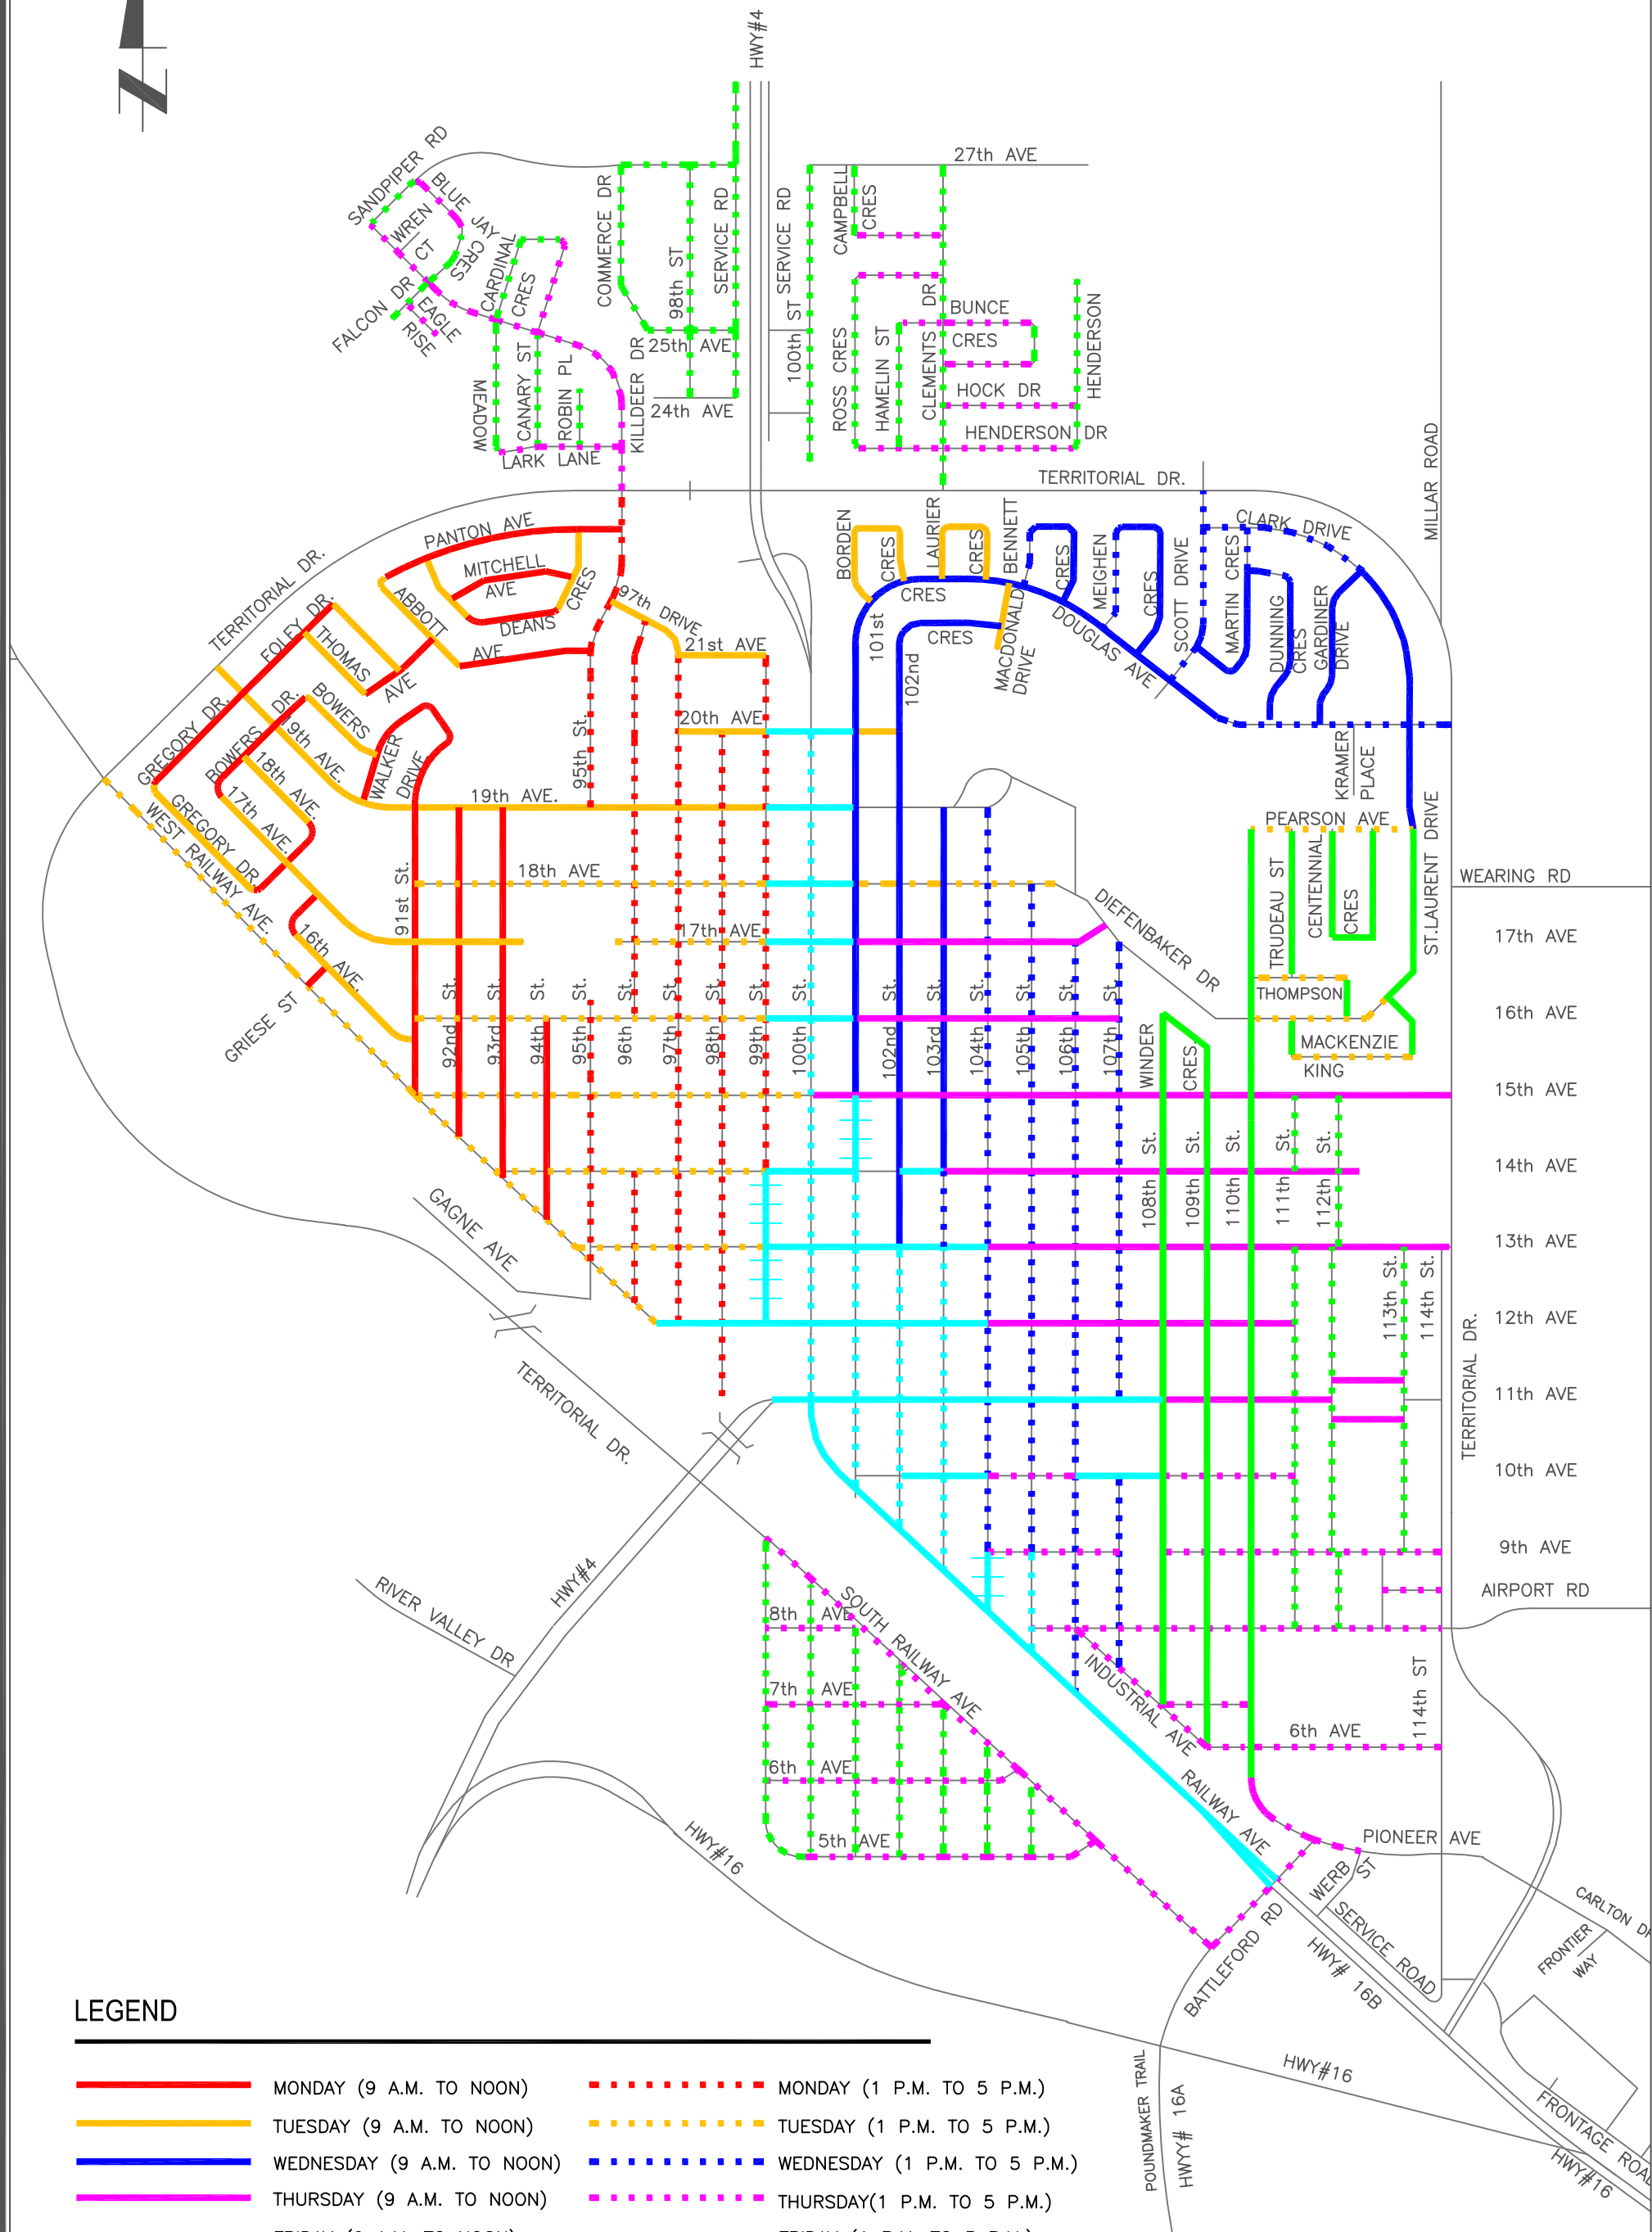 N
HWY#4
SANDPIPER RD
BLUE JAY CRES
WREN
CT
CARDINAL
CRES
FALCON DR
EAGLE
RISE
COMMERCE DR
98th ST
SERVICE RD
SERVICE RD
100th ST
CAMPBELL
CRES
27th AVE
25th AVE
24th AVE
MEADOW
CANARY ST
ROBIN PL
KILLDEER DR
LARK LANE
ROSS CRES
HAMELIN ST
CLEMENTS DR
BUNCE
CRES
HOCK DR
HENDERSON
HENDERSON DR
TERRITORIAL DR.
MILLAR ROAD
PANTON AVE
MITCHELL
AVE
DEANS
CRES
ABBOTT
AVE
97th DRIVE
21st AVE
TERRITORIAL DR.
FOLEY DR.
THOMAS
AVE
BORDEN
CRES
LAURIER
CRES
BENNETT
CRES
MEIGHEN
CRES
SCOTT DRIVE
CLARK DRIVE
MARTIN CRES
DUNNING
CRES
GARDINER
DRIVE
101st
CRES
102nd
CRES
MACDONALD
DRIVE
DOUGLAS AVE
GREGORY DR.
BOWERS DR.
BOWERS
19th AVE.
18th AVE.
17th AVE.
GREGORY DR.
WEST RAILWAY AVE.
16th AVE.
GRIESE ST
WALKER
DRIVE
95th St.
20th AVE
19th AVE.
18th AVE
17th AVE
91st St.
KRAMER
PLACE
PEARSON AVE
TRUDEAU ST
CENTENNIAL
CRES
ST.LAURENT DRIVE
WEARING RD
17th AVE
DIEFENBAKER DR
THOMPSON
MACKENZIE
KING
16th AVE
92nd St.
93rd St.
94th St.
95th St.
96th St.
97th St.
98th St.
99th St.
100th St.
102nd St.
103rd St.
104th St.
105th St.
106th St.
107th St.
WINDER
CRES
15th AVE
108th St.
109th St.
110th St.
111th St.
112th St.
14th AVE
GAGNE AVE
13th AVE
113th St.
114th St.
12th AVE
TERRITORIAL DR.
TERRITORIAL DR.
11th AVE
10th AVE
9th AVE
AIRPORT RD
HWY#4
RIVER VALLEY DR
8th AVE
SOUTH RAILWAY AVE
7th AVE
6th AVE
5th AVE
INDUSTRIAL AVE
114th ST
6th AVE
RAILWAY AVE
PIONEER AVE
WERB
ST
SERVICE ROAD
HWY#16
BATTLEFORD RD
HWY# 16B
CARLTON
FRONTIER
WAY
HWY#16
POUNDMAKER TRAIL
HWYY# 16A
FRONTAGE
HWY#16
LEGEND
MONDAY (9 A.M. TO NOON)
MONDAY (1 P.M. TO 5 P.M.)
TUESDAY (9 A.M. TO NOON)
TUESDAY (1 P.M. TO 5 P.M.)
WEDNESDAY (9 A.M. TO NOON)
WEDNESDAY (1 P.M. TO 5 P.M.)
THURSDAY (9 A.M. TO NOON)
THURSDAY(1 P.M. TO 5 P.M.)